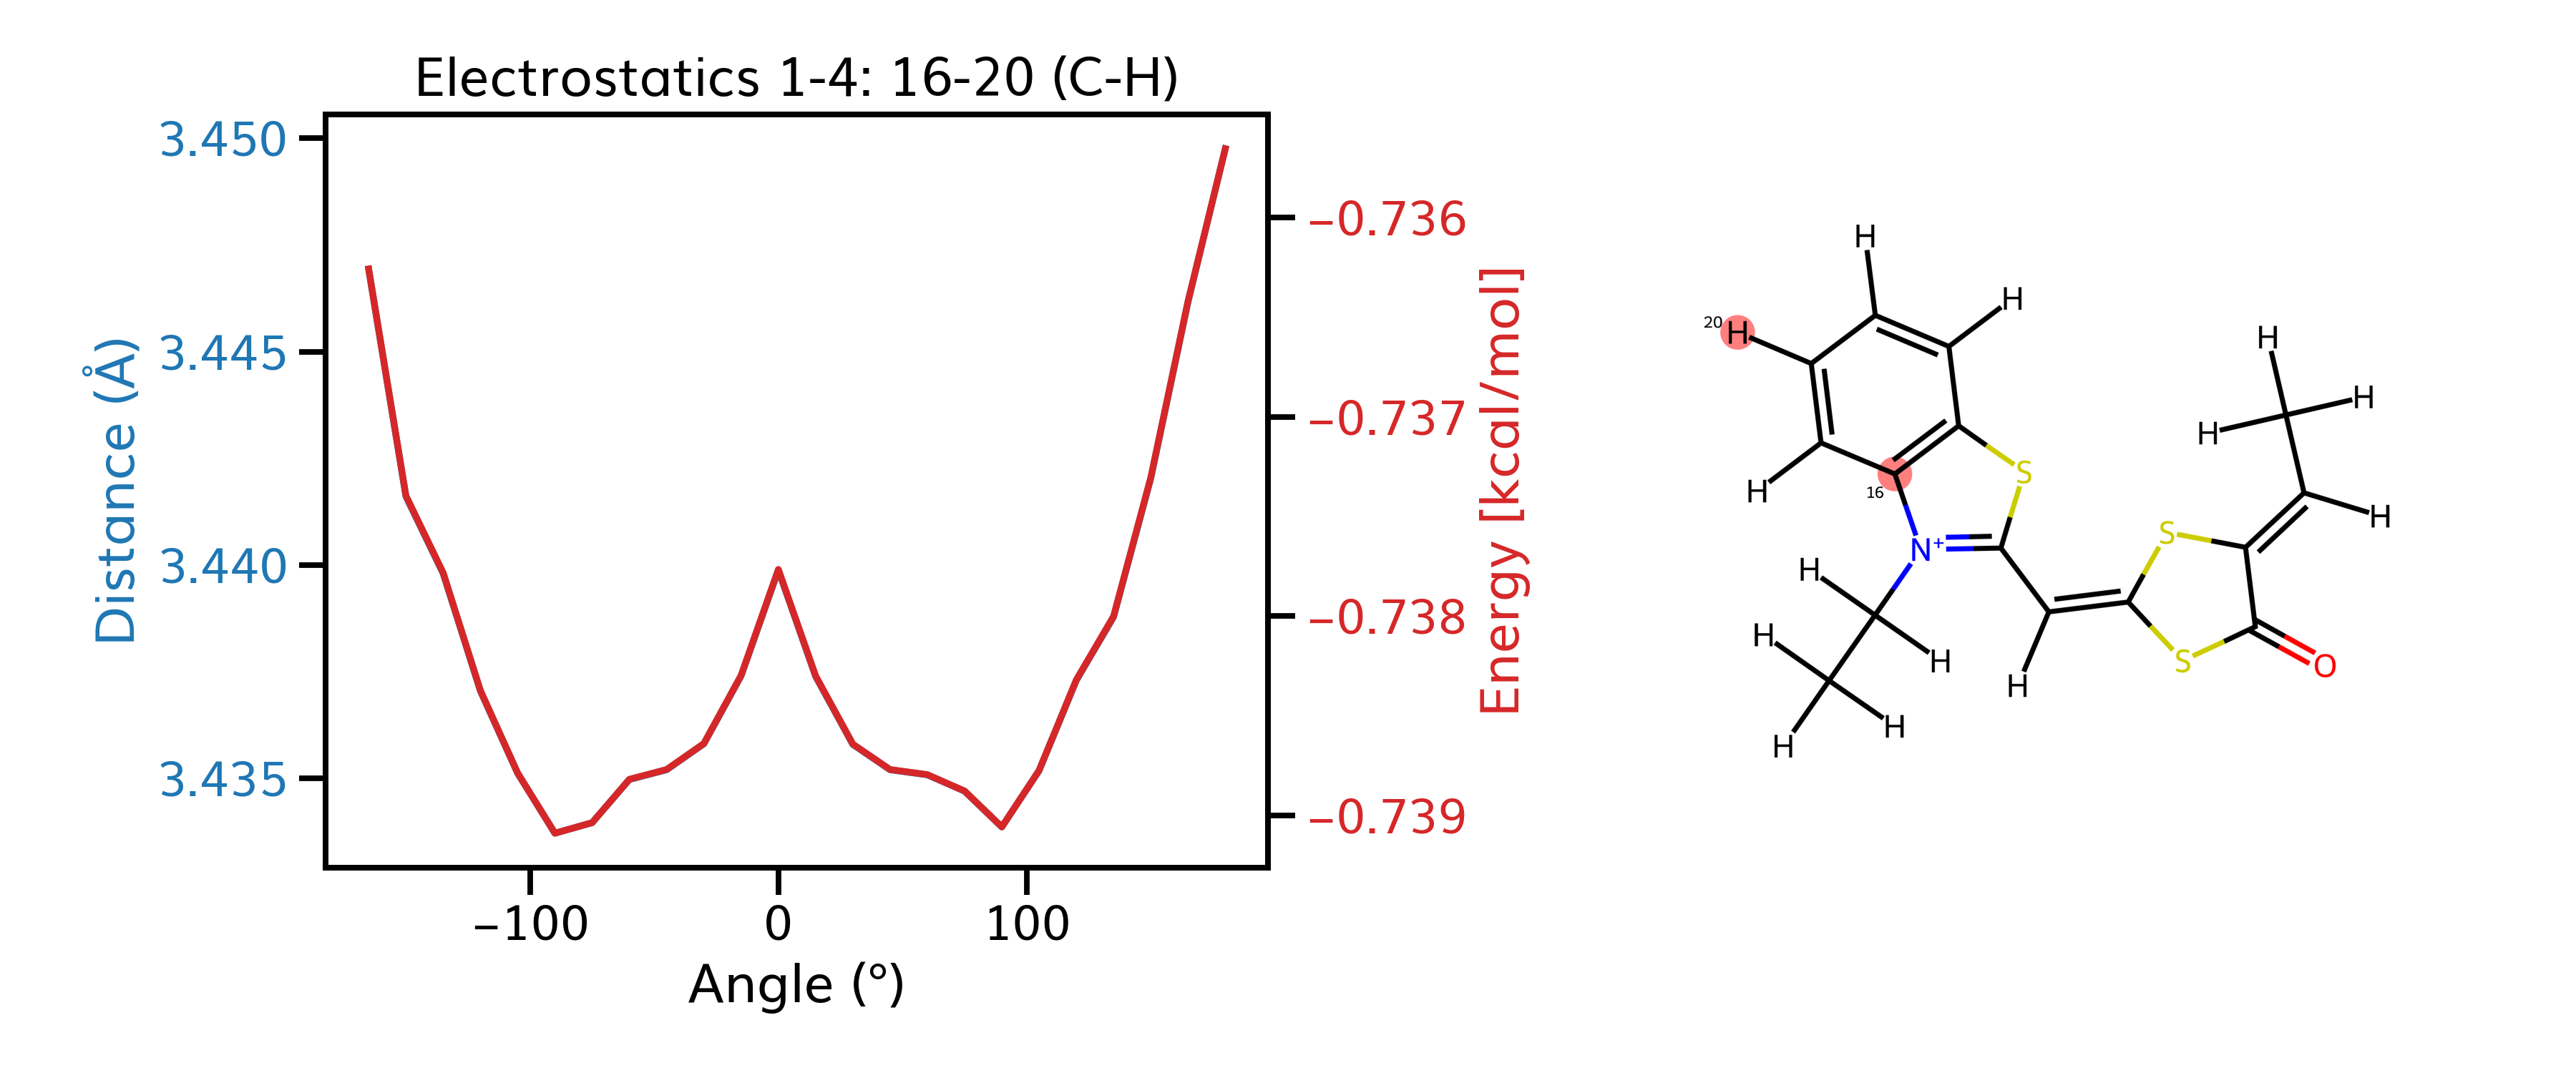 Electrostatics 1-4: 16-20 (C-H)
3.450
3.445
3.440
3.435
Distance (Å)
−0.736
−0.737
−0.738
−0.739
Energy [kcal/mol]
−100
0
100
Angle (°)
H
H
20
H
H
H
H
H
16
S
H
H
S
N+
H
H
H
S
O
H
H
H